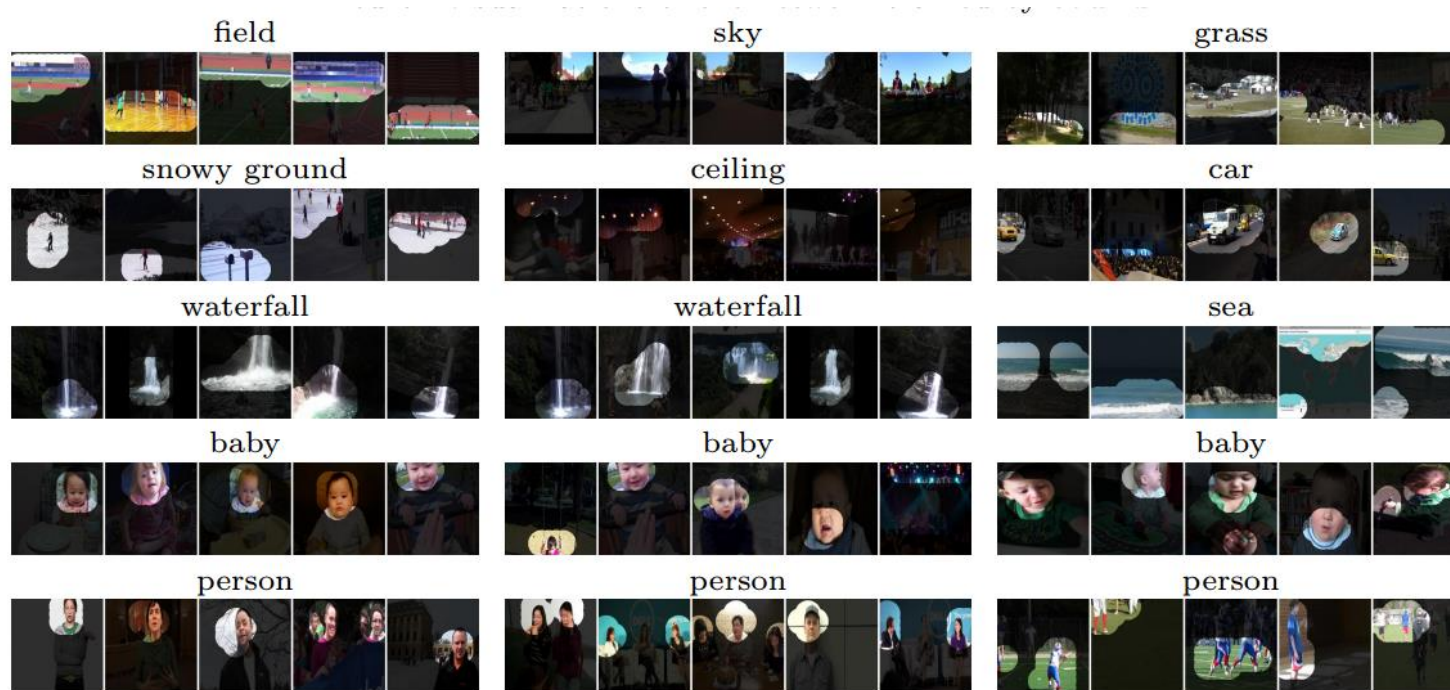 field sky grass
snowy ground ceiling car
waterfall waterfall sea
baby baby baby
person person person